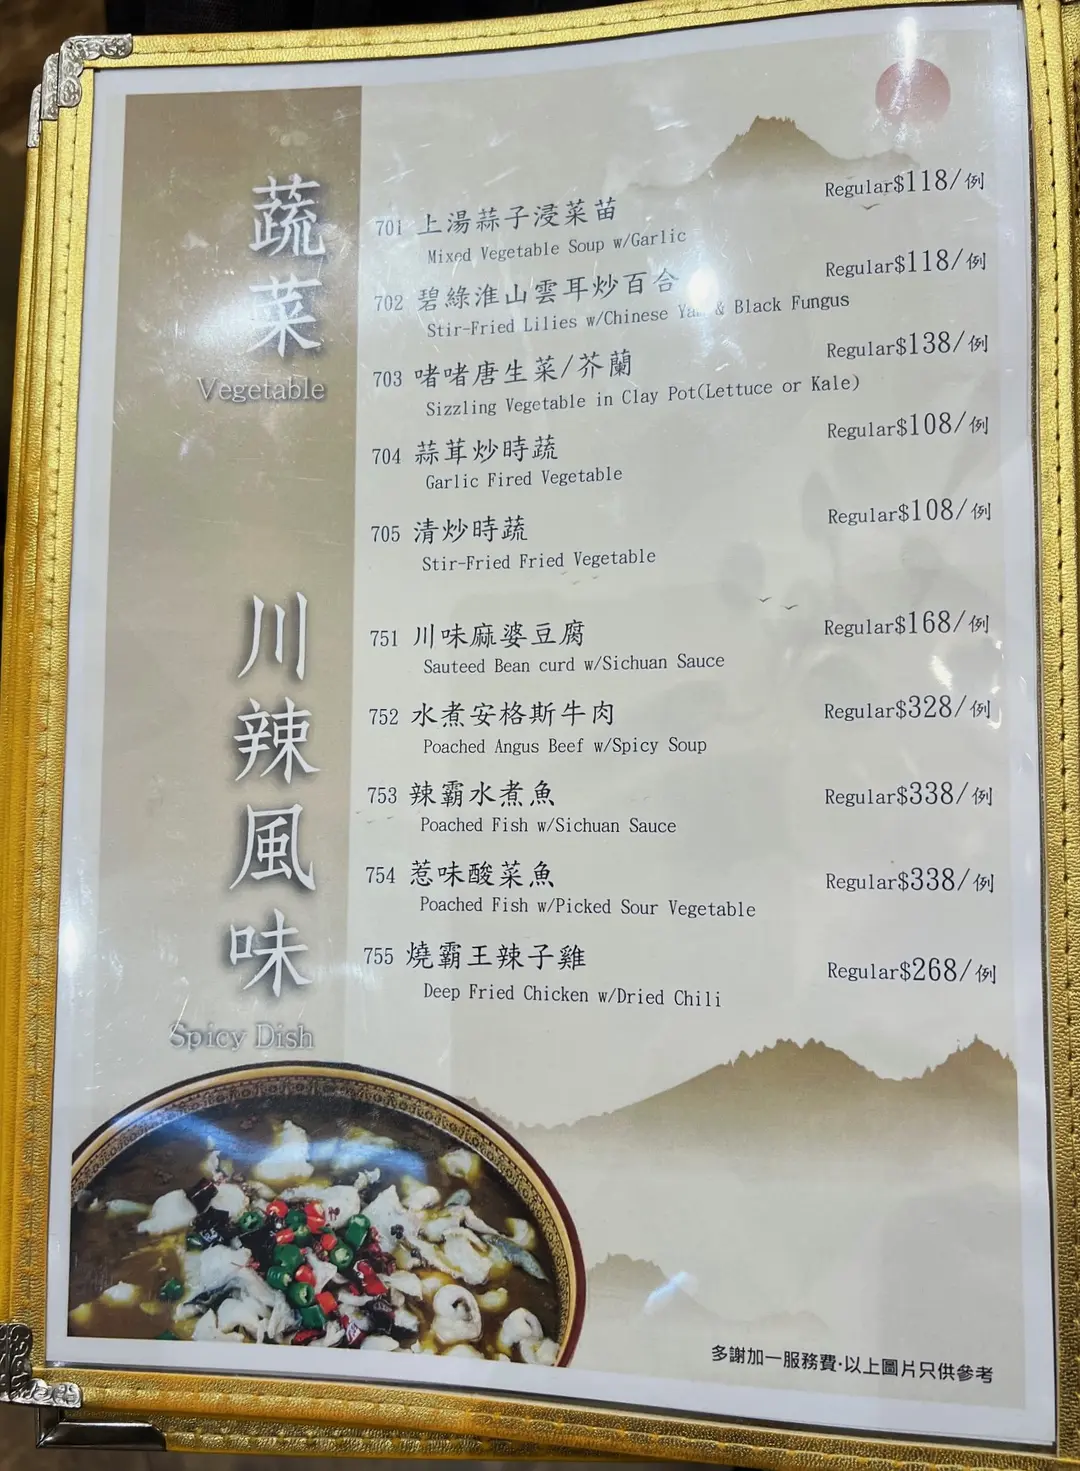 蔬菜
Vegetable
701 上湯蒜子浸菜苗 Regular$118/例
Mixed Vegetable Soup w/Garlic
702 碧綠淮山雲耳炒百合 Regular$118/例
Stir-Fried Lilies w/Chinese & Black Fungus
703 啫啫唐生菜/芥蘭 Regular$138/例
Sizzling Vegetable in Clay Pot(Lettuce or Kale)
704 蒜茸炒時蔬 Regular$108/例
Garlic Fired Vegetable
705 清炒時蔬 Regular$108/例
Stir-Fried Fried Vegetable
川辣風味
Spicy Dish
751 川味麻婆豆腐 Regular$168/例
Sauteed Bean curd w/Sichuan Sauce
752 水煮安格斯牛肉 Regular$328/例
Poached Angus Beef w/Spicy Soup
753 辣霸水煮魚 Regular$338/例
Poached Fish w/Sichuan Sauce
754 惹味酸菜魚 Regular$338/例
Poached Fish w/Picked Sour Vegetable
755 燒霸王辣子雞 Regular$268/例
Deep Fried Chicken w/Dried Chili
多謝加一服務費·以上圖片只供參考